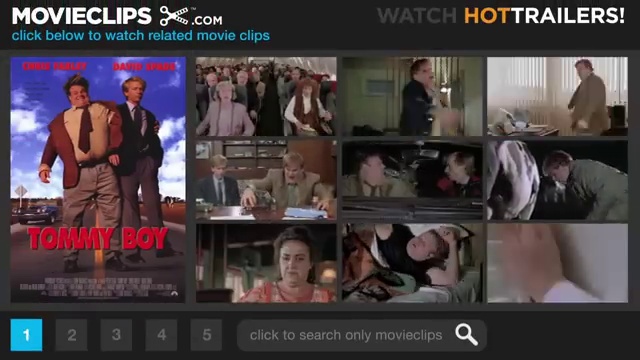 MOVIECLIPS .COM
WATCH HOTTRAILERS!
click below to watch related movie clips
CHRIS FARLEY DAVID SPADE
TOMMY BOY
1 2 3 4 5
click to search only movieclips